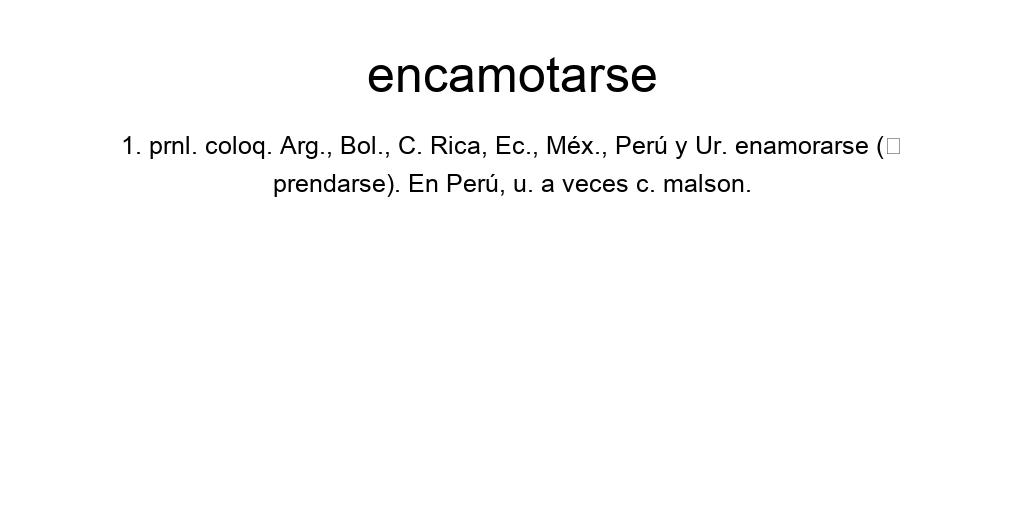 encamotarse
1. prnl. coloq. Arg., Bol., C. Rica, Ec., Méx., Perú y Ur. enamorarse (□
prendarse). En Perú, u. a veces c. malson.